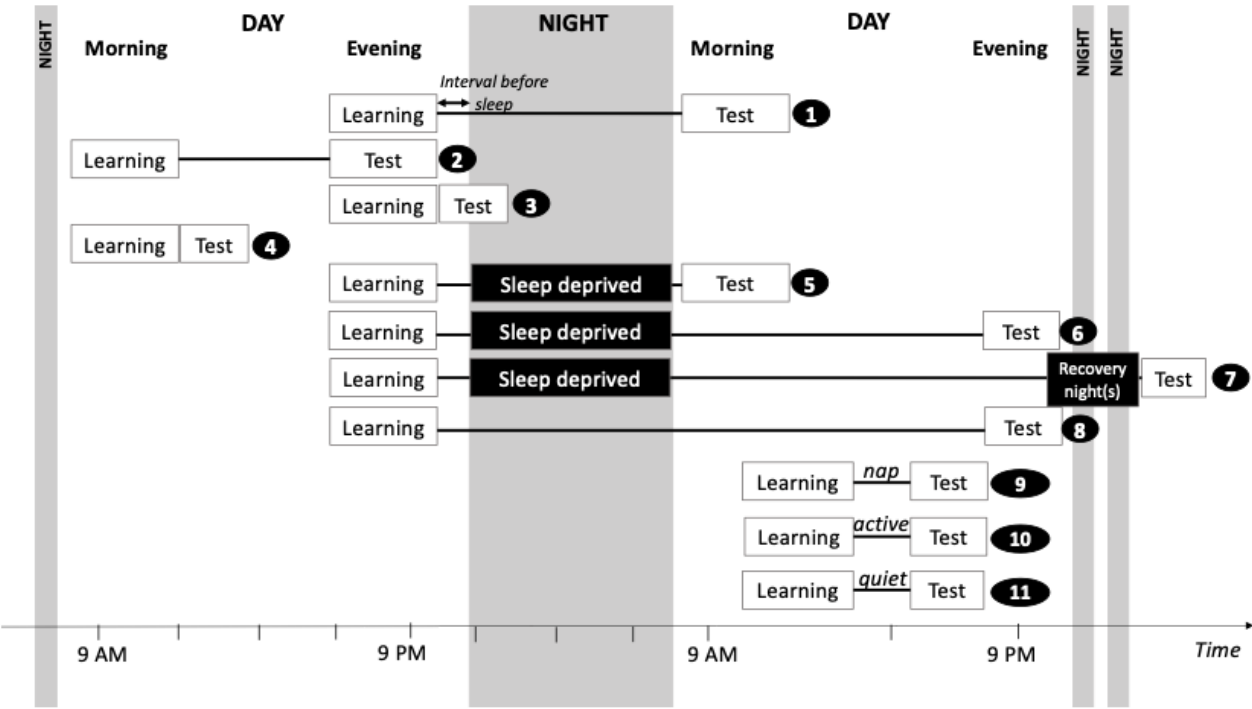 NIGHT
DAY
NIGHT
DAY
NIGHT
NIGHT
Morning
Evening
Morning
Evening
Interval before
sleep
Learning
Test
1
Learning
Test
2
Learning
Test
3
Learning
Test
4
Learning
Sleep deprived
Test
5
Learning
Sleep deprived
Test
6
Learning
Sleep deprived
Recovery
night(s)
Test
7
Learning
Test
8
Learning
nap
Test
9
Learning
active
Test
10
Learning
quiet
Test
11
9 AM
9 PM
9 AM
9 PM
Time